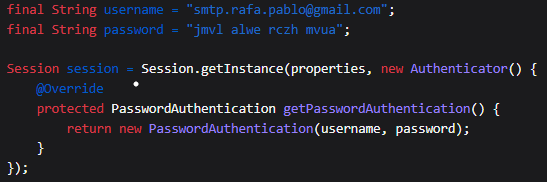 final String username = "smtp.rafa.pablo@gmail.com";
final String password = "jmvl alwe rczh mvua";
Session session = Session.getInstance(properties, new Authenticator() {
@Override
protected PasswordAuthentication getPasswordAuthentication() {
return new PasswordAuthentication(username, password);
}
});